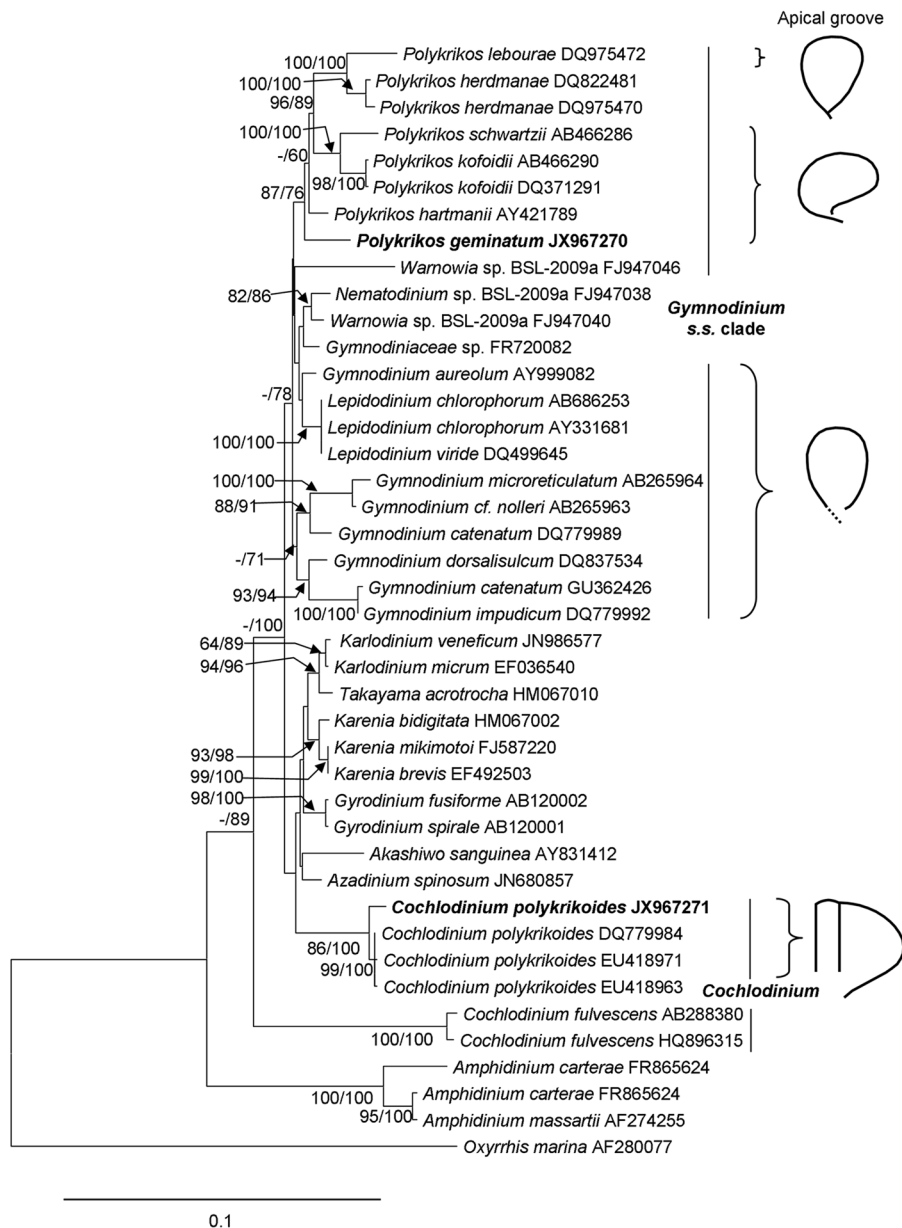 Apical groove
Polykrikos lebourae DQ975472
100/100
Polykrikos herdmanae DQ822481
100/100
96/89
Polykrikos herdmanae DQ975470
100/100
Polykrikos schwartzii AB466286
-/60
Polykrikos kofoidii AB466290
98/100
Polykrikos kofoidii DQ371291
87/76
Polykrikos hartmanii AY421789
Polykrikos geminatum JX967270
Warnowia sp. BSL-2009a FJ947046
82/86
Nematodinium sp. BSL-2009a FJ947038
Gymnodinium
s.s. clade
Warnowia sp. BSL-2009a FJ947040
Gymnodiniaceae sp. FR720082
Gymnodinium aureolum AY999082
-/78
Lepidodinium chlorophorum AB686253
Lepidodinium chlorophorum AY331681
100/100
Lepidodinium viride DQ499645
100/100
Gymnodinium microreticulatum AB265964
88/91
Gymnodinium cf. nolleri AB265963
Gymnodinium catenatum DQ779989
-/71
Gymnodinium dorsalisulcum DQ837534
93/94
Gymnodinium catenatum GU362426
100/100
Gymnodinium impudicum DQ779992
-/100
64/89
Karlodinium veneficum JN986577
94/96
Karlodinium micrum EF036540
Takayama acrotrocha HM067010
Karenia bidigitata HM067002
93/98
Karenia mikimotoi FJ587220
99/100
Karenia brevis EF492503
98/100
Gyrodinium fusiforme AB120002
-/89
Gyrodinium spirale AB120001
Akashiwo sanguinea AY831412
Azadinium spinosum JN680857
Cochlodinium polykrikoides JX967271
86/100
Cochlodinium polykrikoides DQ779984
99/100
Cochlodinium polykrikoides EU418971
Cochlodinium polykrikoides EU418963
Cochlodinium
Cochlodinium fulvescens AB288380
100/100
Cochlodinium fulvescens HQ896315
Amphidinium carterae FR865624
100/100
Amphidinium carterae FR865624
95/100
Amphidinium massartii AF274255
Oxyrrhis marina AF280077
0.1